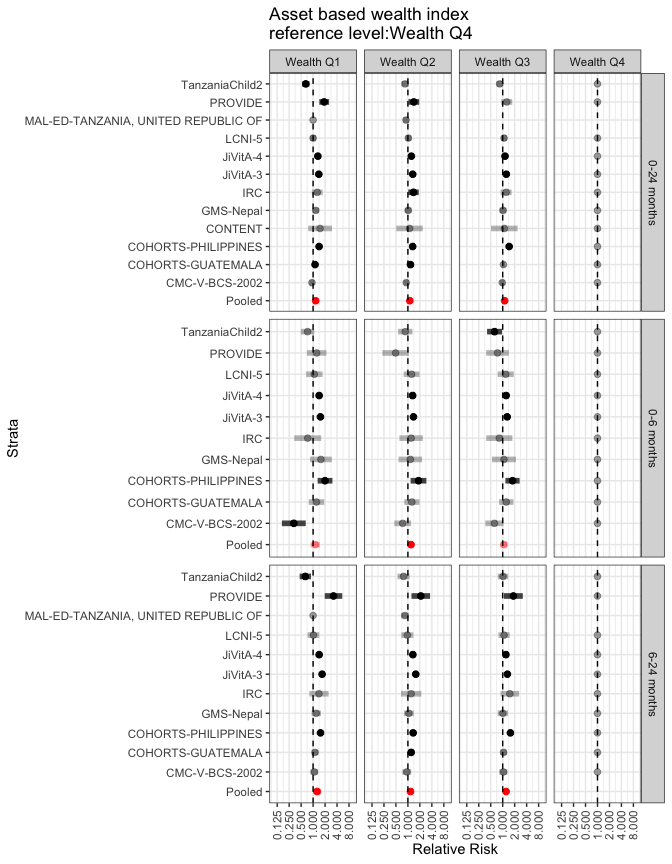 Asset based wealth index
reference level:Wealth Q4
Wealth Q1 Wealth Q2 Wealth Q3 Wealth Q4
TanzaniaChild2
PROVIDE
MAL-ED-TANZANIA, UNITED REPUBLIC OF
LCNI-5
JiVitA-4
JiVitA-3
IRC
GMS-Nepal
CONTENT
COHORTS-PHILIPPINES
COHORTS-GUATEMALA
CMC-V-BCS-2002
Pooled
0-24 months
TanzaniaChild2
PROVIDE
LCNI-5
JiVitA-4
JiVitA-3
IRC
GMS-Nepal
COHORTS-PHILIPPINES
COHORTS-GUATEMALA
CMC-V-BCS-2002
Pooled
0-6 months
TanzaniaChild2
PROVIDE
MAL-ED-TANZANIA, UNITED REPUBLIC OF
LCNI-5
JiVitA-4
JiVitA-3
IRC
GMS-Nepal
COHORTS-PHILIPPINES
COHORTS-GUATEMALA
CMC-V-BCS-2002
Pooled
6-24 months
Strata
0.125 0.250 0.500 1.000 2.000 4.000 8.000 0.125 0.250 0.500 1.000 2.000 4.000 8.000 0.125 0.250 0.500 1.000 2.000 4.000 8.000 0.125 0.250 0.500 1.000 2.000 4.000 8.000
Relative Risk